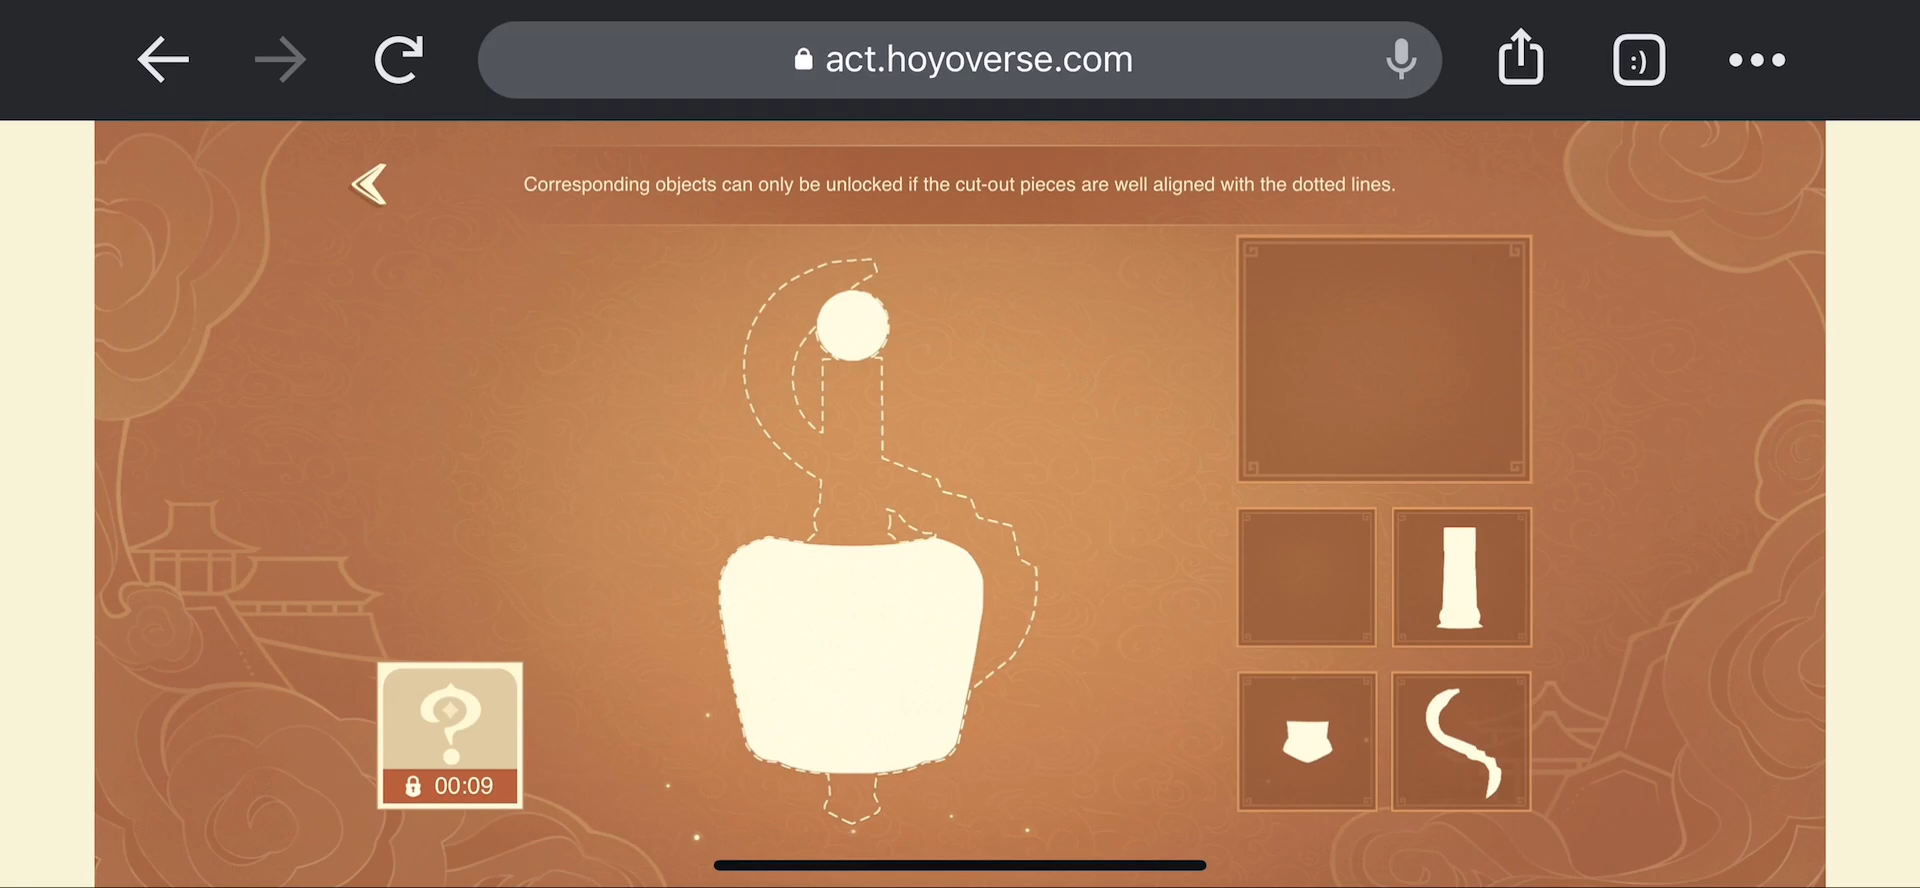 act.hoyoverse.com
:)
Corresponding objects can only be unlocked if the cut-out pieces are well aligned with the dotted lines.
00:09